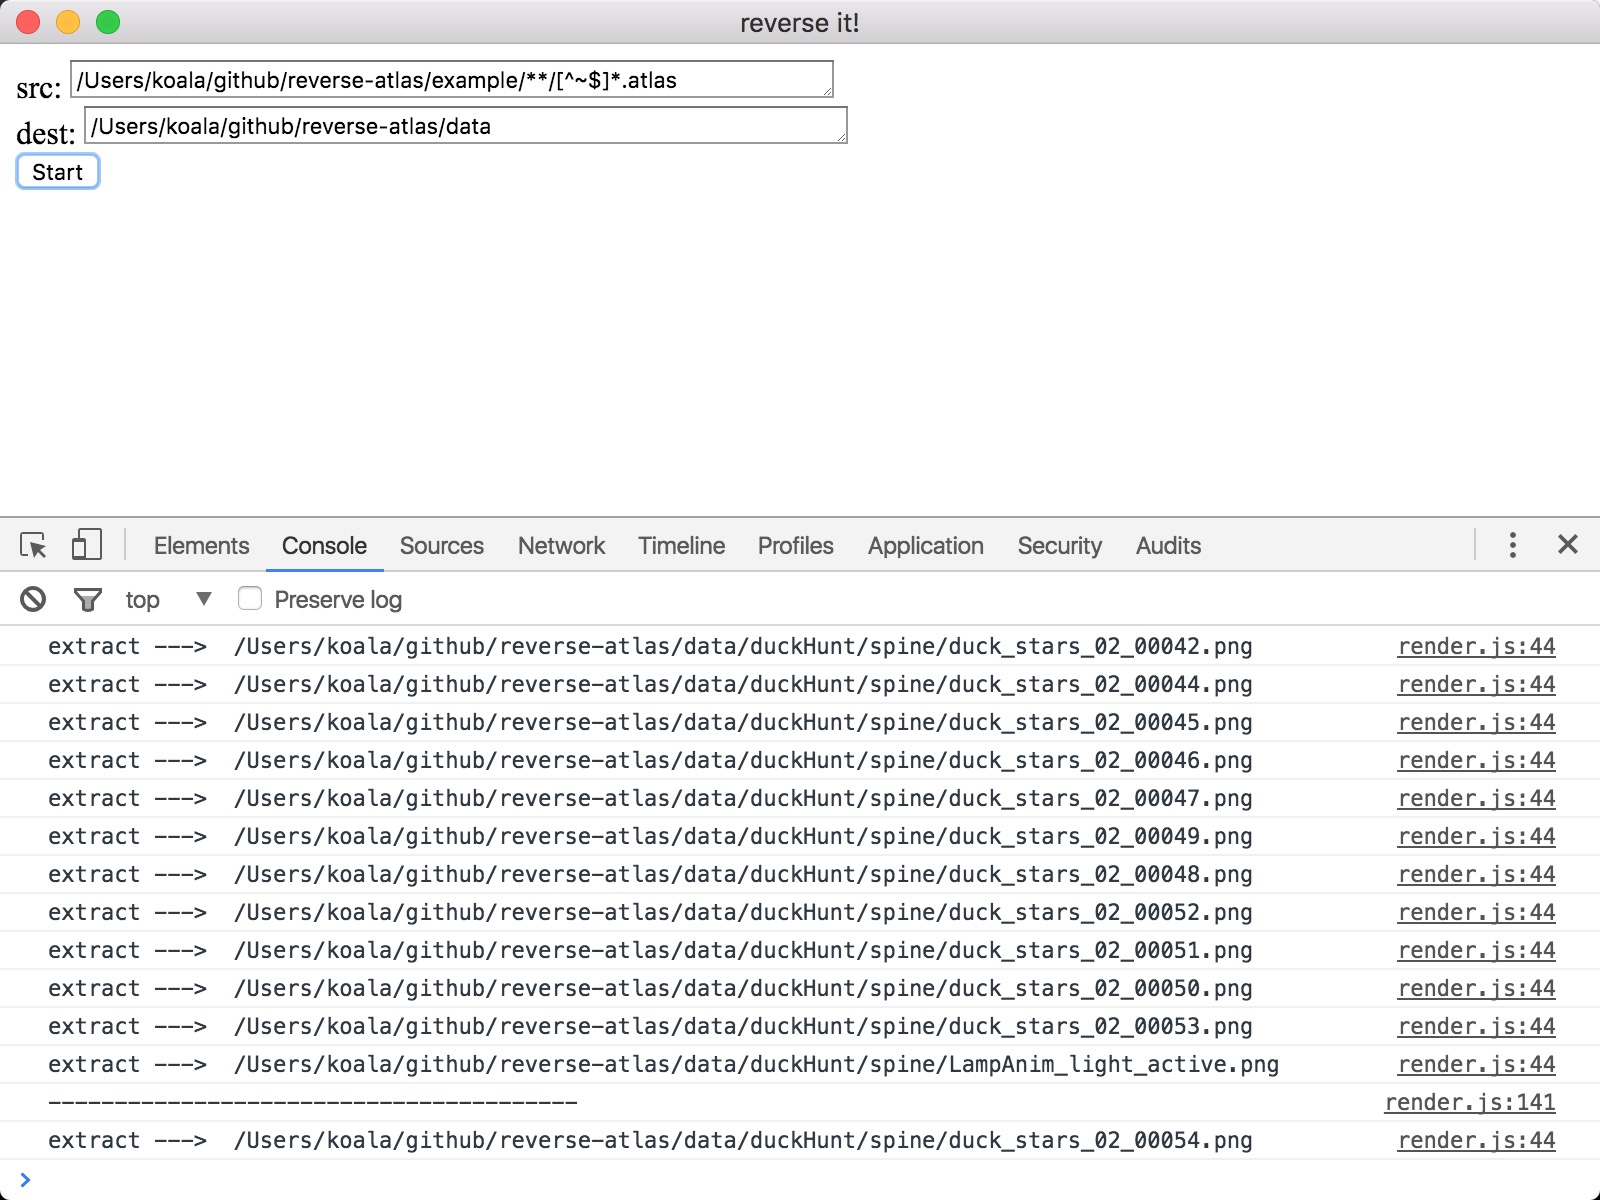 reverse it!
src: /Users/koala/github/reverse-atlas/example/**/[^~$]*.atlas
dest: /Users/koala/github/reverse-atlas/data
Start
Elements Console Sources Network Timeline Profiles Application Security Audits
top Preserve log
extract ---> /Users/koala/github/reverse-atlas/data/duckHunt/spine/duck_stars_02_00042.png render.js:44
extract ---> /Users/koala/github/reverse-atlas/data/duckHunt/spine/duck_stars_02_00044.png render.js:44
extract ---> /Users/koala/github/reverse-atlas/data/duckHunt/spine/duck_stars_02_00045.png render.js:44
extract ---> /Users/koala/github/reverse-atlas/data/duckHunt/spine/duck_stars_02_00046.png render.js:44
extract ---> /Users/koala/github/reverse-atlas/data/duckHunt/spine/duck_stars_02_00047.png render.js:44
extract ---> /Users/koala/github/reverse-atlas/data/duckHunt/spine/duck_stars_02_00049.png render.js:44
extract ---> /Users/koala/github/reverse-atlas/data/duckHunt/spine/duck_stars_02_00048.png render.js:44
extract ---> /Users/koala/github/reverse-atlas/data/duckHunt/spine/duck_stars_02_00052.png render.js:44
extract ---> /Users/koala/github/reverse-atlas/data/duckHunt/spine/duck_stars_02_00051.png render.js:44
extract ---> /Users/koala/github/reverse-atlas/data/duckHunt/spine/duck_stars_02_00050.png render.js:44
extract ---> /Users/koala/github/reverse-atlas/data/duckHunt/spine/duck_stars_02_00053.png render.js:44
extract ---> /Users/koala/github/reverse-atlas/data/duckHunt/spine/LampAnim_light_active.png render.js:44
---------------------------------------- render.js:141
extract ---> /Users/koala/github/reverse-atlas/data/duckHunt/spine/duck_stars_02_00054.png render.js:44